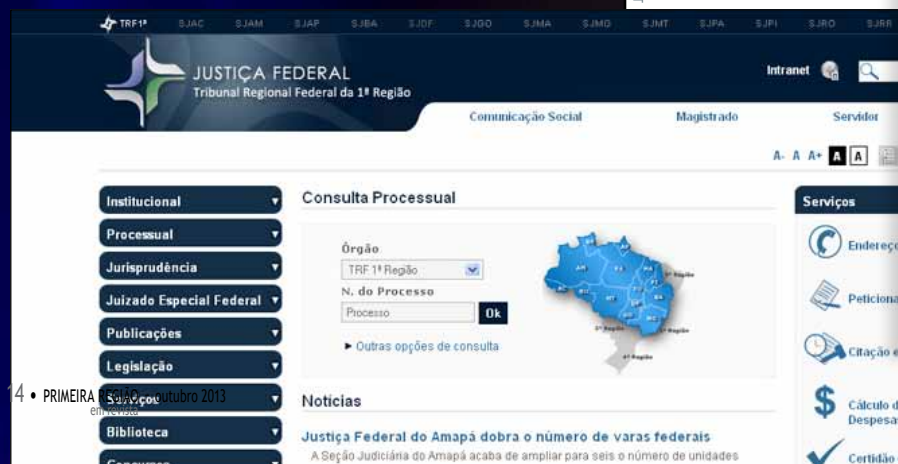 TRF1ª SJAC SJAM SJAP SJBA SJDF SJGO SJMA SJMG SJMT SJPA SJPI SJRO SJRR
JUSTIÇA FEDERAL
Tribunal Regional Federal da 1ª Região
Intranet
Comunicação Social Magistrado Servidor
A- A A+ A A
Institucional
Processual
Jurisprudência
Juizado Especial Federal
Publicações
Legislação
Serviços
Biblioteca
Concursos
Consulta Processual
Órgão
TRF 1ª Região
N. do Processo
Processo Ok
Outras opções de consulta
Notícias
Justiça Federal do Amapá dobra o número de varas federais
A Seção Judiciária do Amapá acaba de ampliar para seis o número de unidades
Serviços
Endereço
Peticiona
Citação e
Cálculo d
Despesa
Certidão
14 • PRIMEIRA REGIÃO outubro 2013
em revista